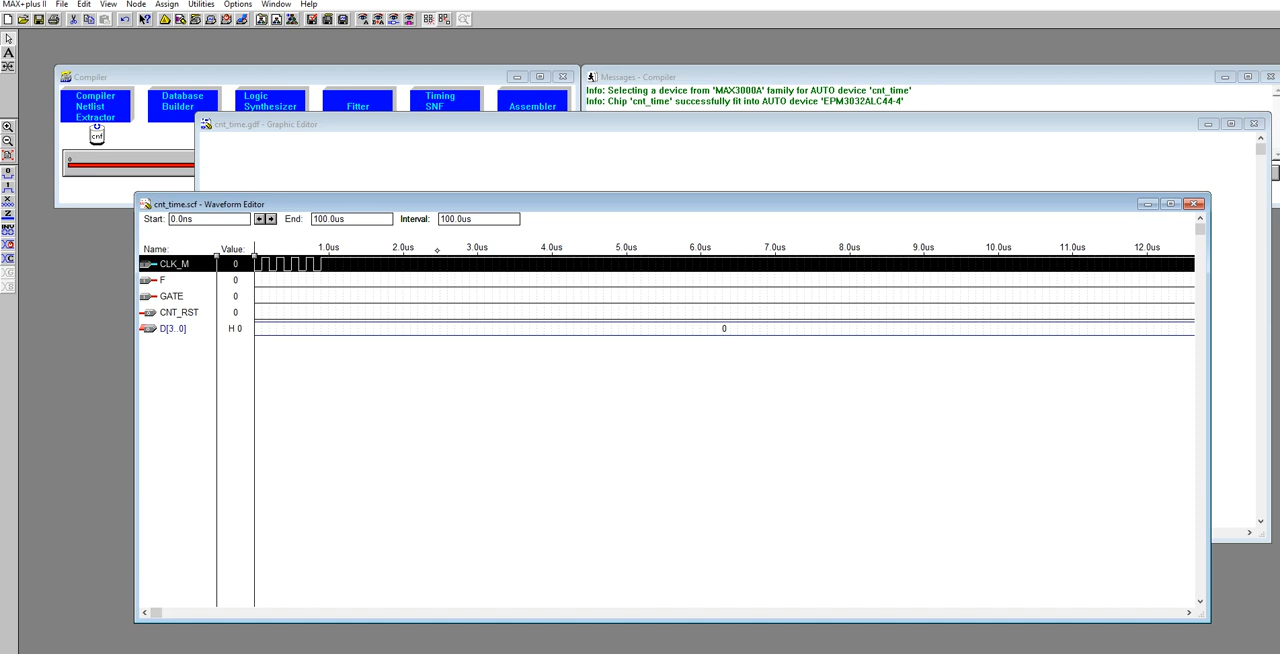 MAX+plus II File Edit View Node Assign Utilities Options Window Help
Compiler
Compiler Netlist Extractor
Database Builder
Logic Synthesizer
Fitter
Timing SNF
Assembler
cnf
0
Messages - Compiler
Info: Selecting a device from 'MAX3000A' family for AUTO device 'cnt_time'
Info: Chip 'cnt_time' successfully fit into AUTO device 'EPM3032ALC44-4'
cnt_time.gdf - Graphic Editor
cnt_time.scf - Waveform Editor
Start: 0.0ns End: 100.0us Interval: 100.0us
Name: Value: 1.0us 2.0us 3.0us 4.0us 5.0us 6.0us 7.0us 8.0us 9.0us 10.0us 11.0us 12.0us
CLK_M 0
F 0
GATE 0
CNT_RST 0
D[3..0] H 0 0